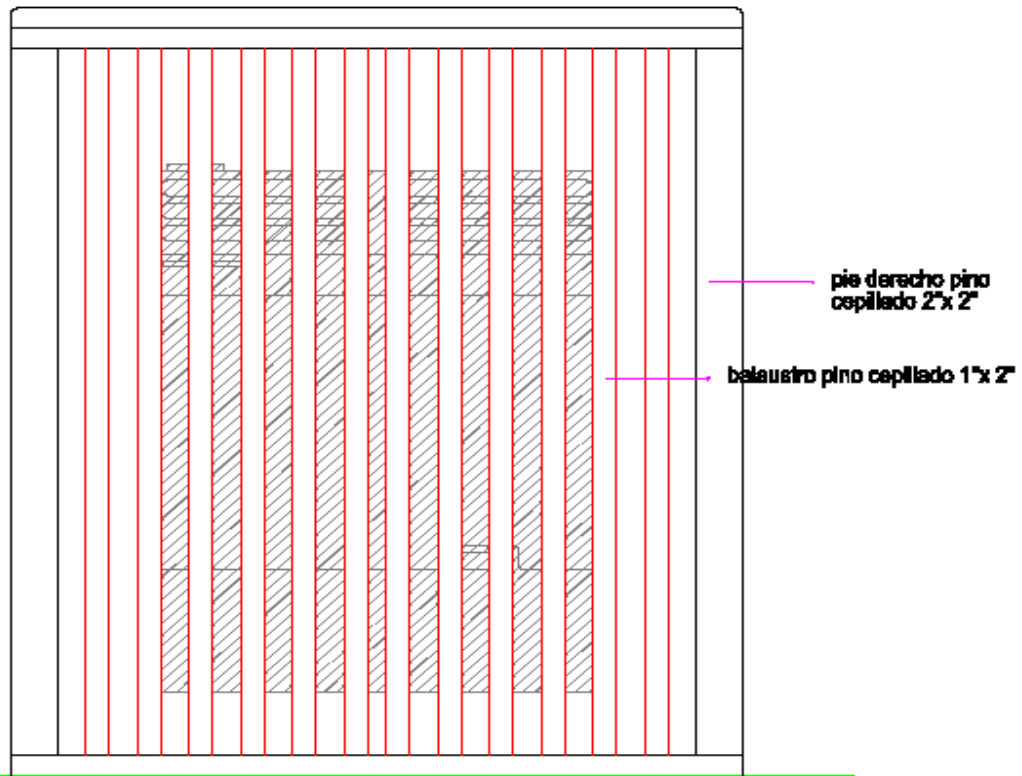 pie derecho pino
cepillado 2"x 2"
balaustro pino cepillado 1"x 2"